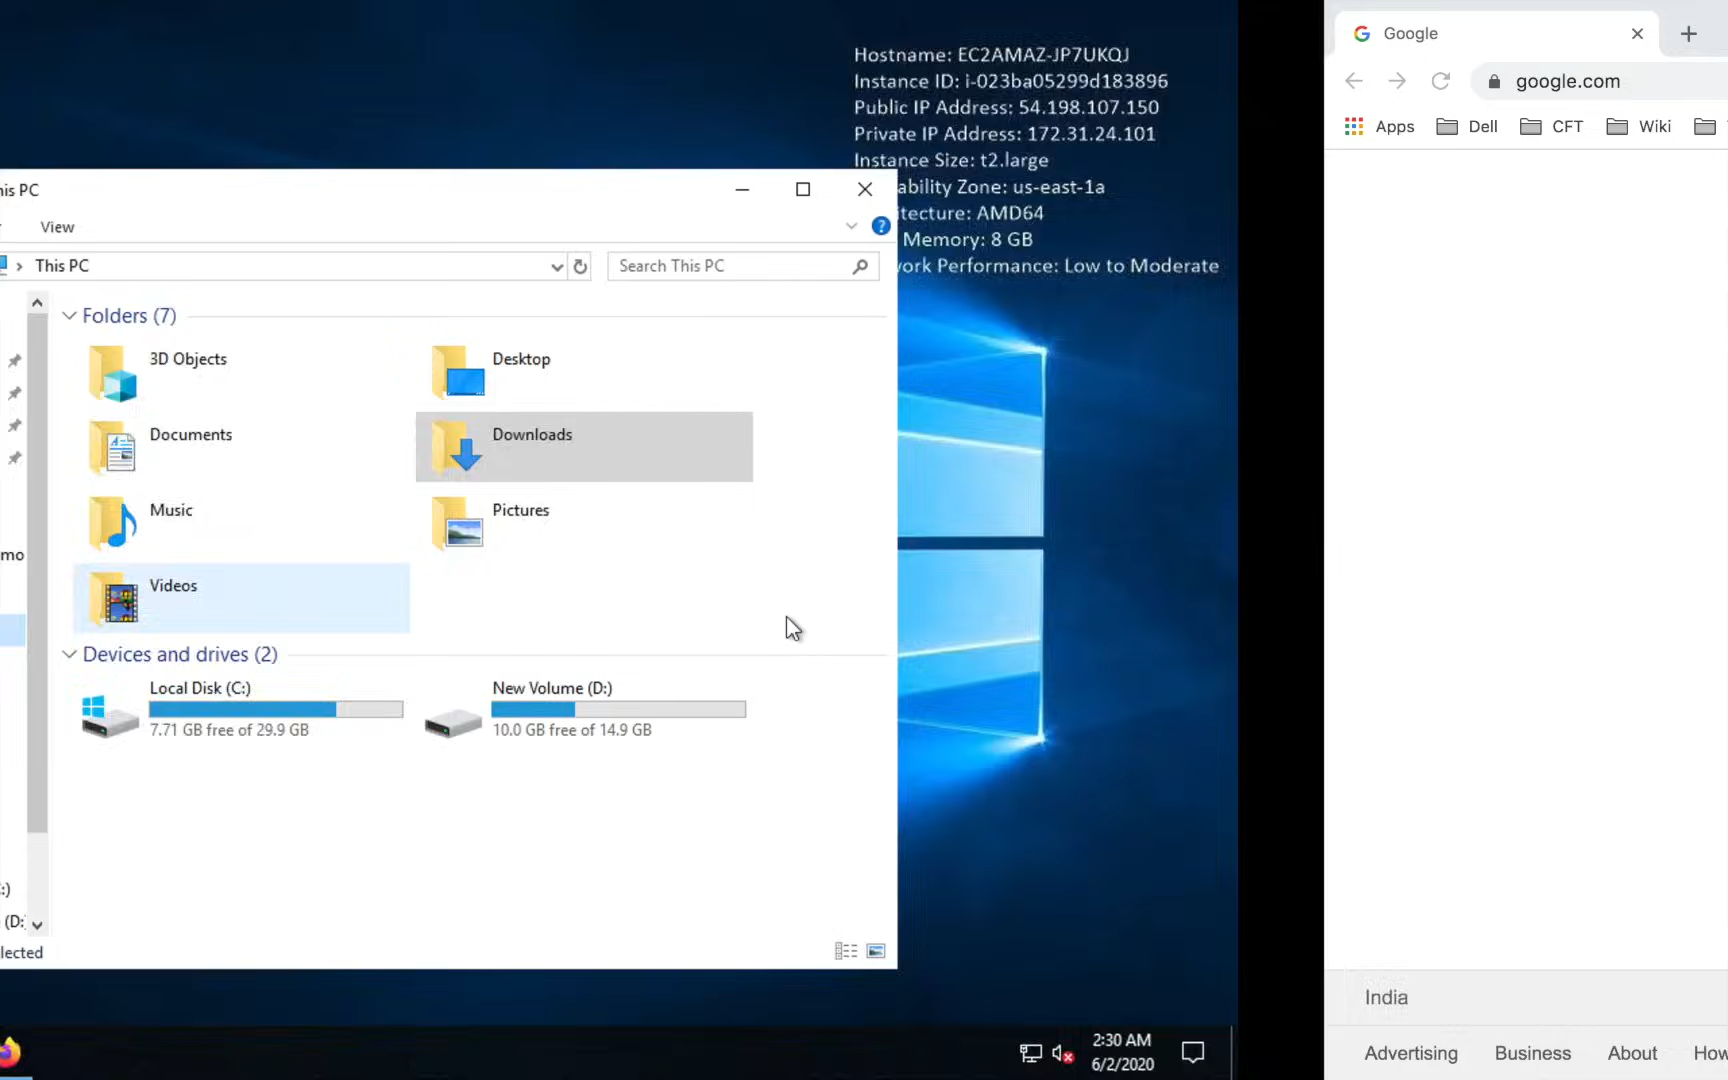 Hostname: EC2AMAZ-JP7UKQJ
Instance ID: i-023ba05299d183896
Public IP Address: 54.198.107.150
Private IP Address: 172.31.24.101
Instance Size: t2.large
ability Zone: us-east-1a
itecture: AMD64
Memory: 8 GB
ork Performance: Low to Moderate
his PC
View
?
This PC
Search This PC
Folders (7)
3D Objects
Desktop
Documents
Downloads
Music
Pictures
mo
Videos
Devices and drives (2)
Local Disk (C:)
7.71 GB free of 29.9 GB
New Volume (D:)
10.0 GB free of 14.9 GB
:)
(D:
lected
2:30 AM
6/2/2020
Google
google.com
Apps
Dell
CFT
Wiki
India
Advertising
Business
About
How